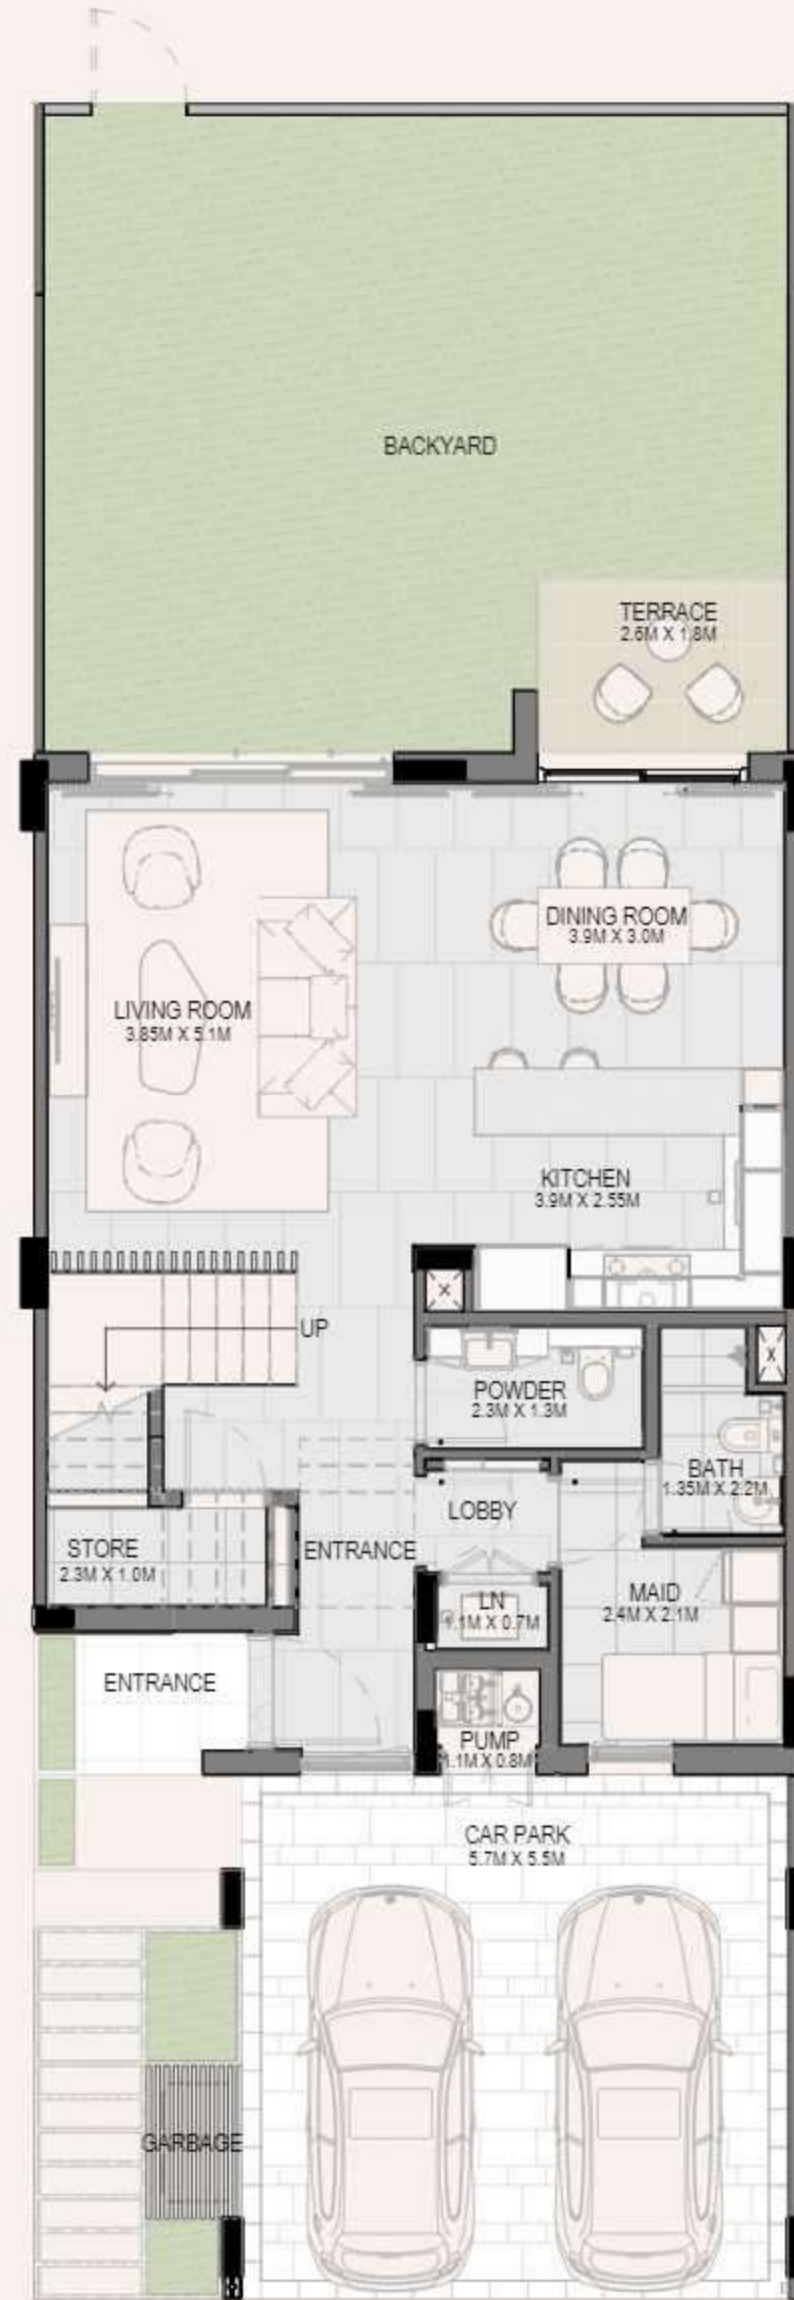 BACKYARD
TERRACE
2.6M X 1.8M
DINING ROOM
3.9M X 3.0M
LIVING ROOM
3.85M X 5.1M
KITCHEN
3.9M X 2.55M
X
UP
X
POWDER
2.3M X 1.3M
BATH
1.35M X 2.2M
LOBBY
STORE
2.3M X 1.0M
ENTRANCE
LN
1.1M X 0.7M
MAID
2.4M X 2.1M
ENTRANCE
PUMP
1.1M X 0.8M
CAR PARK
5.7M X 5.5M
GARBAGE